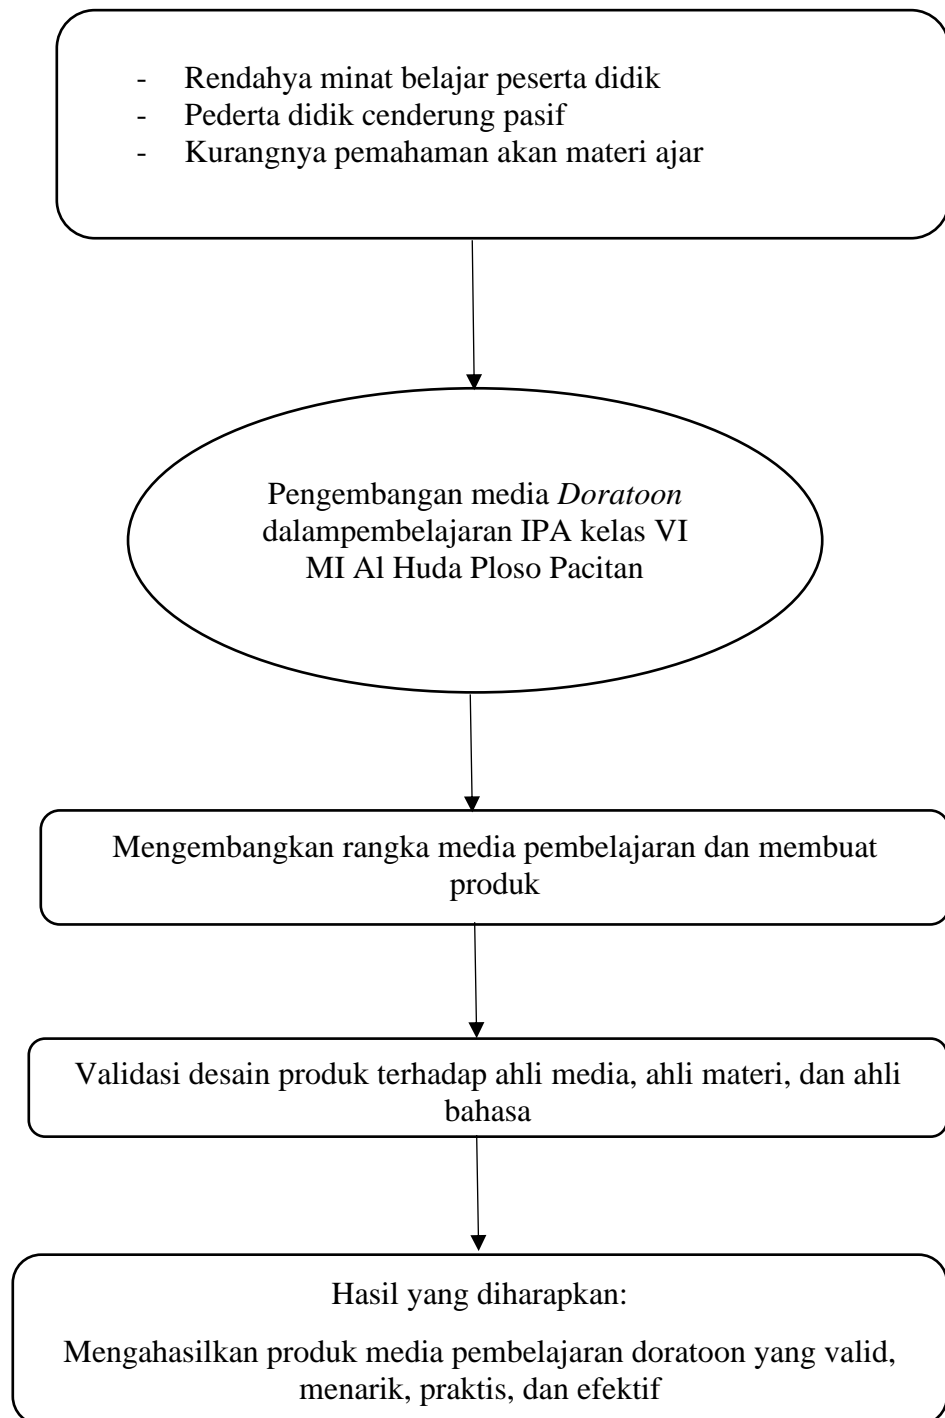 - Rendahya minat belajar peserta didik
- Pederta didik cenderung pasif
- Kurangnya pemahaman akan materi ajar
Pengembangan media Doratoon
dalampembelajaran IPA kelas VI
MI Al Huda Ploso Pacitan
Mengembangkan rangka media pembelajaran dan membuat
produk
Validasi desain produk terhadap ahli media, ahli materi, dan ahli
bahasa
Hasil yang diharapkan:
Mengahasilkan produk media pembelajaran doratoon yang valid,
menarik, praktis, dan efektif